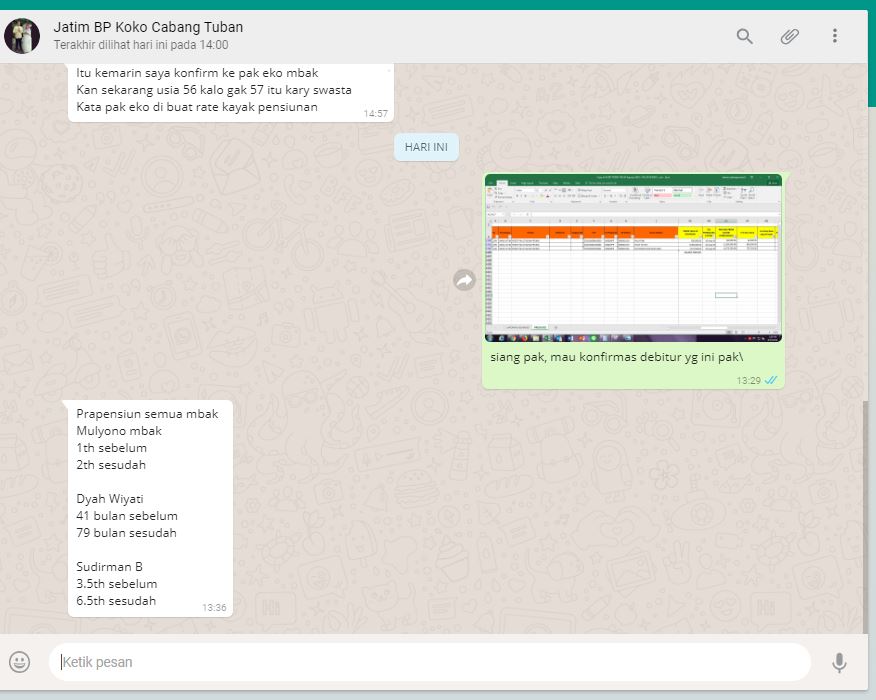 Jatim BP Koko Cabang Tuban
Terakhir dilihat hari ini pada 14:00
Itu kemarin saya konfirm ke pak eko mbak
Kan sekarang usia 56 kalo gak 57 itu kary swasta
Kata pak eko di buat rate kayak pensiunan
14:57
HARI INI
siang pak, mau konfirmas debitur yg ini pak\
13:29
Prapensiun semua mbak
Mulyono mbak
1th sebelum
2th sesudah
Dyah Wiyati
41 bulan sebelum
79 bulan sesudah
Sudirman B
3.5th sebelum
6.5th sesudah
13:36
Ketik pesan